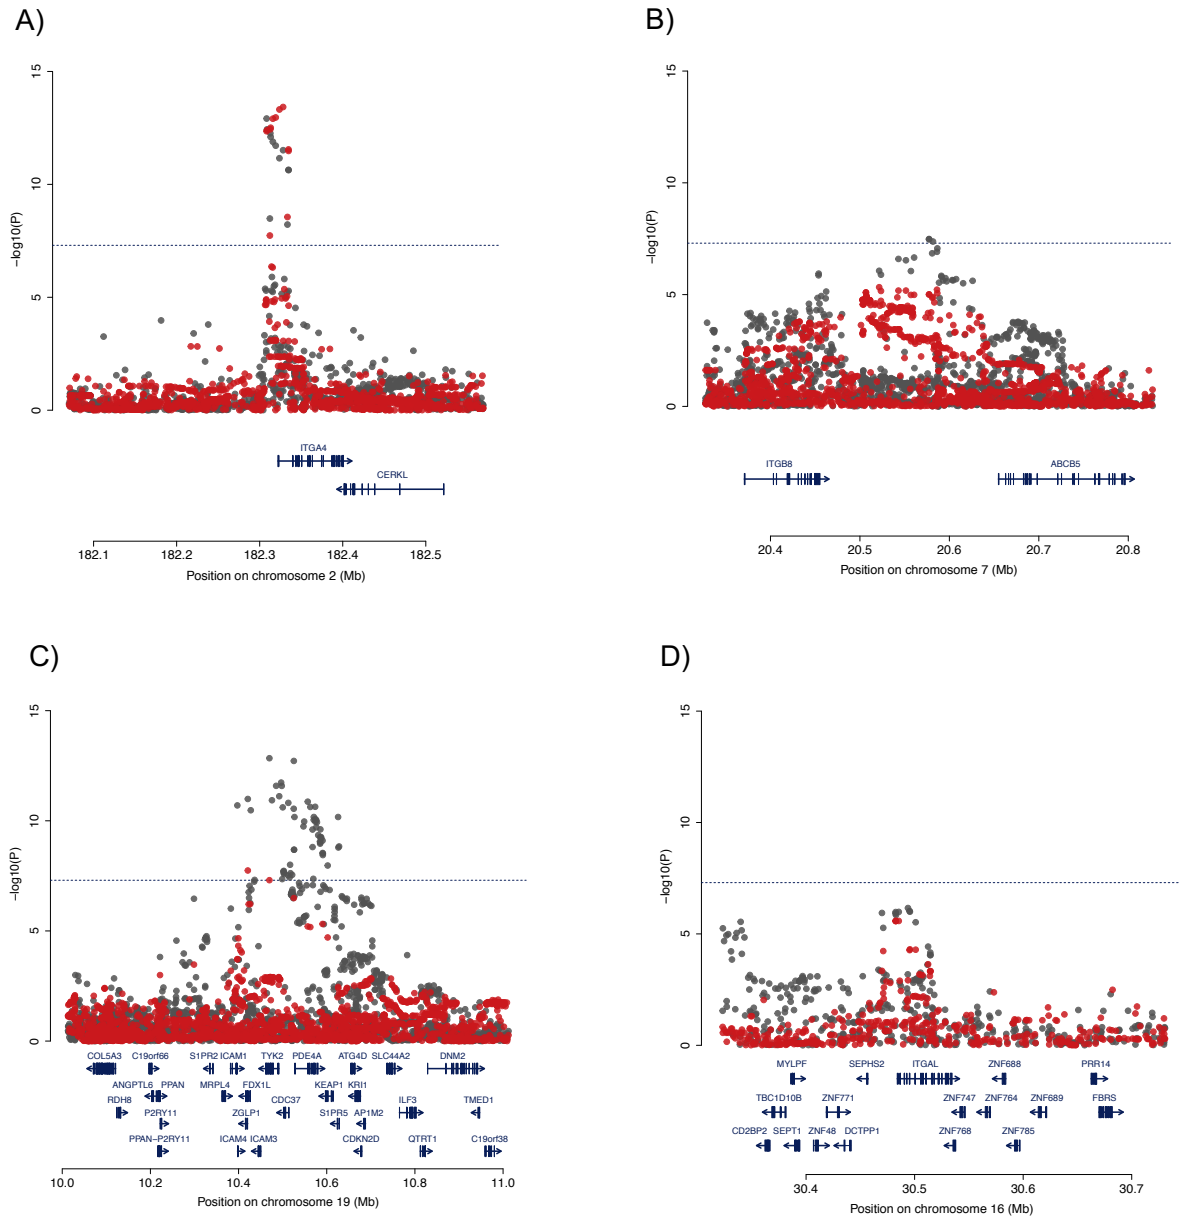 A)
15
10
5
0
−log10(P)
ITGA4
CERKL
182.1 182.2 182.3 182.4 182.5
Position on chromosome 2 (Mb)
B)
15
10
5
0
−log10(P)
ITGB8 ABCB5
20.4 20.5 20.6 20.7 20.8
Position on chromosome 7 (Mb)
C)
15
10
5
0
−log10(P)
COL5A3 C19orf66 S1PR2 ICAM1 TYK2 PDE4A ATG4D SLC44A2 DNM2
ANGPTL6 PPAN MRPL4 FDX1L KEAP1 KRI1
RDH8 P2RY11 ZGLP1 CDC37 S1PR5 AP1M2 ILF3 TMED1
PPAN−P2RY11 ICAM4 ICAM3 CDKN2D QTRT1 C19orf38
10.0 10.2 10.4 10.6 10.8 11.0
Position on chromosome 19 (Mb)
D)
15
10
5
0
−log10(P)
MYLPF SEPHS2 ITGAL ZNF688 PRR14
TBC1D10B ZNF771 ZNF747 ZNF764 ZNF689 FBRS
CD2BP2 SEPT1 ZNF48 DCTPP1 ZNF768 ZNF785
30.4 30.5 30.6 30.7
Position on chromosome 16 (Mb)